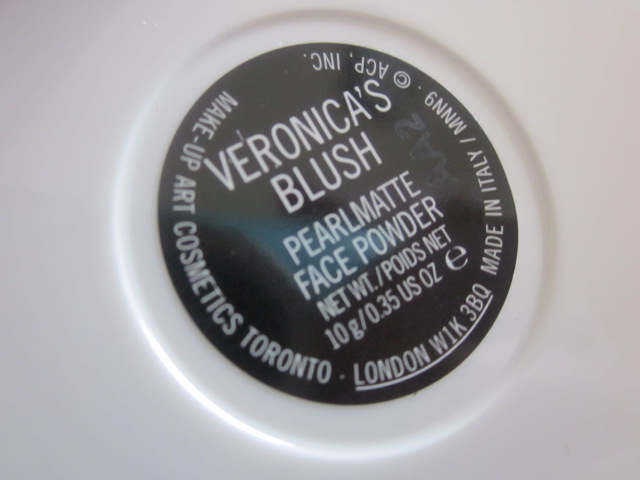 VERONICA'S
BLUSH
PEARLMATTE
FACE POWDER
NET WT./POIDS NET
10g/0.35 US OZ e
MAKE-UP ART COSMETICS TORONTO · LONDON W1K 3BQ MADE IN ITALY / MNN9. © ACP, INC.
AA2